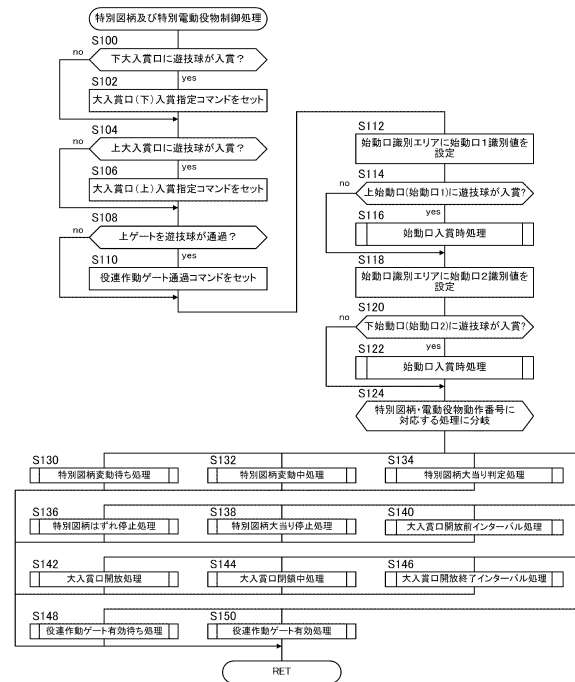 特別図柄及び特別電動役物制御処理
S100
下大入賞口に遊技球が入賞？
no
yes
S102
大入賞口(下)入賞指定コマンドをセット
S104
上大入賞口に遊技球が入賞？
no
yes
S106
大入賞口(上)入賞指定コマンドをセット
S108
上ゲートを遊技球が通過？
no
yes
S110
役連作動ゲート通過コマンドをセット
S112
始動口識別エリアに始動口1識別値を
設定
S114
上始動口(始動口1)に遊技球が入賞?
no
yes
S116
始動口入賞時処理
S118
始動口識別エリアに始動口2識別値を
設定
S120
下始動口(始動口2)に遊技球が入賞?
no
yes
S122
始動口入賞時処理
S124
特別図柄・電動役物動作番号に
対応する処理に分岐
S130
特別図柄変動待ち処理
S132
特別図柄変動中処理
S134
特別図柄大当り判定処理
S136
特別図柄はずれ停止処理
S138
特別図柄大当り停止処理
S140
大入賞口開放前インターバル処理
S142
大入賞口開放処理
S144
大入賞口閉鎖中処理
S146
大入賞口開放終了インターバル処理
S148
役連作動ゲート有効待ち処理
S150
役連作動ゲート有効処理
RET